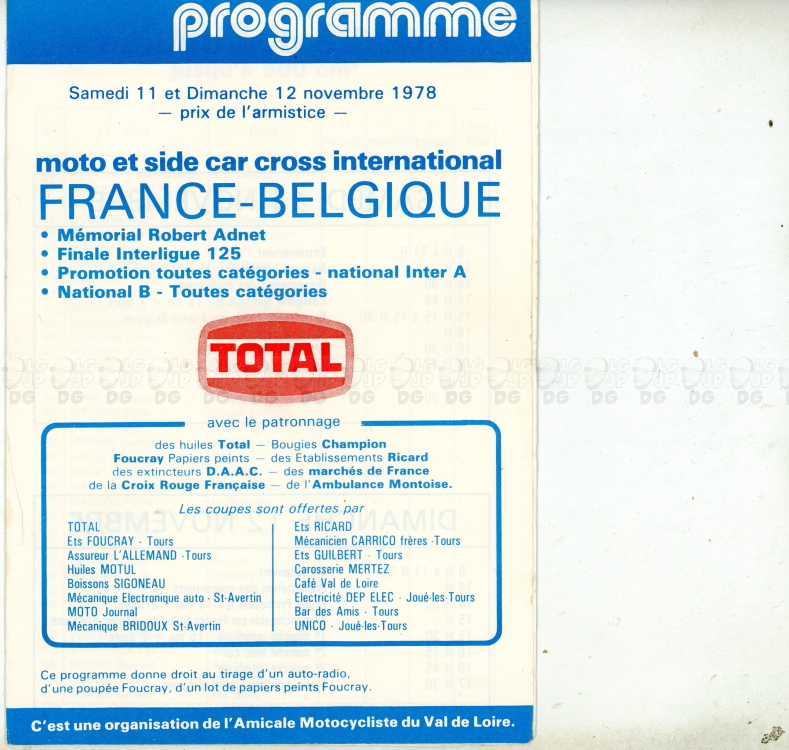 programme
Samedi 11 et Dimanche 12 novembre 1978
— prix de l'armistice —
moto et side car cross international
FRANCE-BELGIQUE
• Mémorial Robert Adnet
• Finale Interligue 125
• Promotion toutes catégories - national Inter A
• National B - Toutes catégories
TOTAL
avec le patronnage
des huiles Total — Bougies Champion
Foucray Papiers peints — des Etablissements Ricard
des extincteurs D.A.A.C. — des marchés de France
de la Croix Rouge Française — de l'Ambulance Montoise.
Les coupes sont offertes par
TOTAL
Ets FOUCRAY - Tours
Assureur L'ALLEMAND -Tours
Huiles MOTUL
Boissons SIGONEAU
Mécanique Electronique auto - St-Avertin
MOTO Journal
Mécanique BRIDOUX St-Avertin
Ets RICARD
Mécanicien CARRICO frères -Tours
Ets GUILBERT - Tours
Carosserie MERTEZ
Café Val de Loire
Electricité DEP ELEC - Joué-les-Tours
Bar des Amis - Tours
UNICO - Joué-les-Tours
Ce programme donne droit au tirage d'un auto-radio,
d'une poupée Foucray, d'un lot de papiers peints Foucray.
C'est une organisation de l'Amicale Motocycliste du Val de Loire.